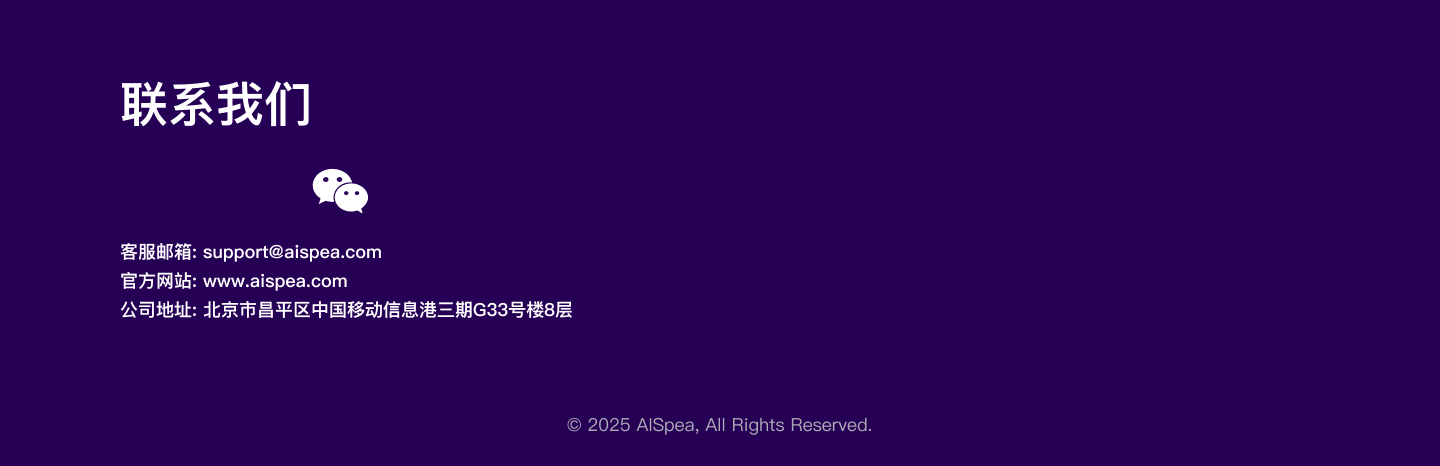 联系我们
客服邮箱: support@aispea.com
官方网站: www.aispea.com
公司地址: 北京市昌平区中国移动信息港三期G33号楼8层
© 2025 AISpea, All Rights Reserved.